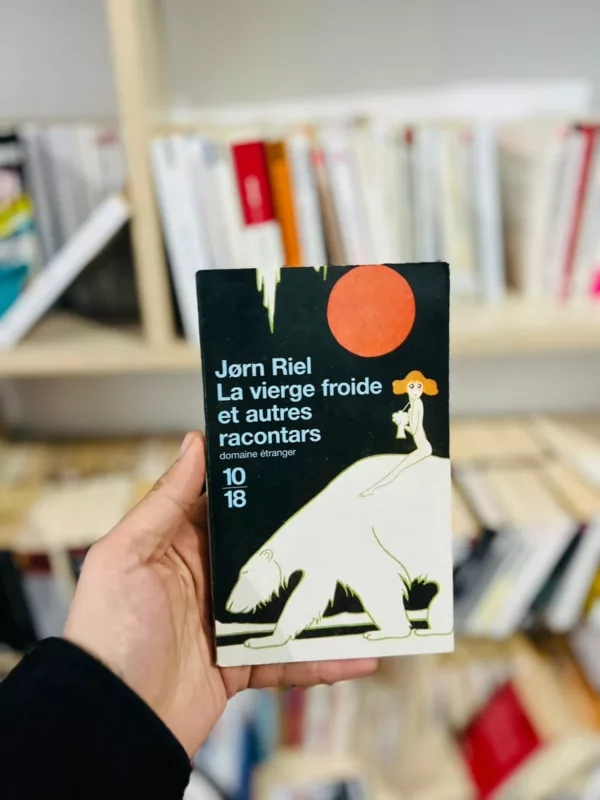 Jørn Riel
La vierge froide
et autres
racontars
domaine étranger
10
18